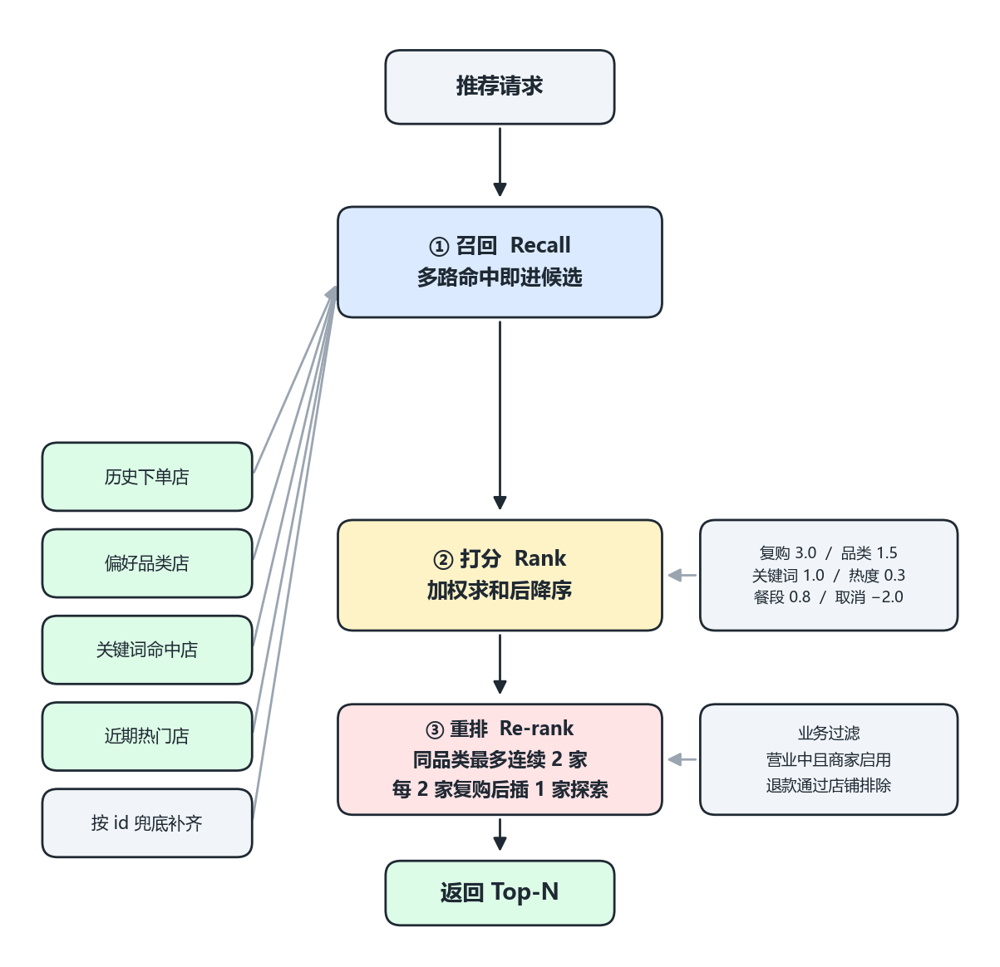 推荐请求
① 召回 Recall
多路命中即进候选
历史下单店
偏好品类店
关键词命中店
近期热门店
按 id 兜底补齐
② 打分 Rank
加权求和后降序
复购 3.0 / 品类 1.5
关键词 1.0 / 热度 0.3
餐段 0.8 / 取消 −2.0
③ 重排 Re-rank
同品类最多连续 2 家
每 2 家复购后插 1 家探索
业务过滤
营业中且商家启用
退款通过店铺排除
返回 Top-N